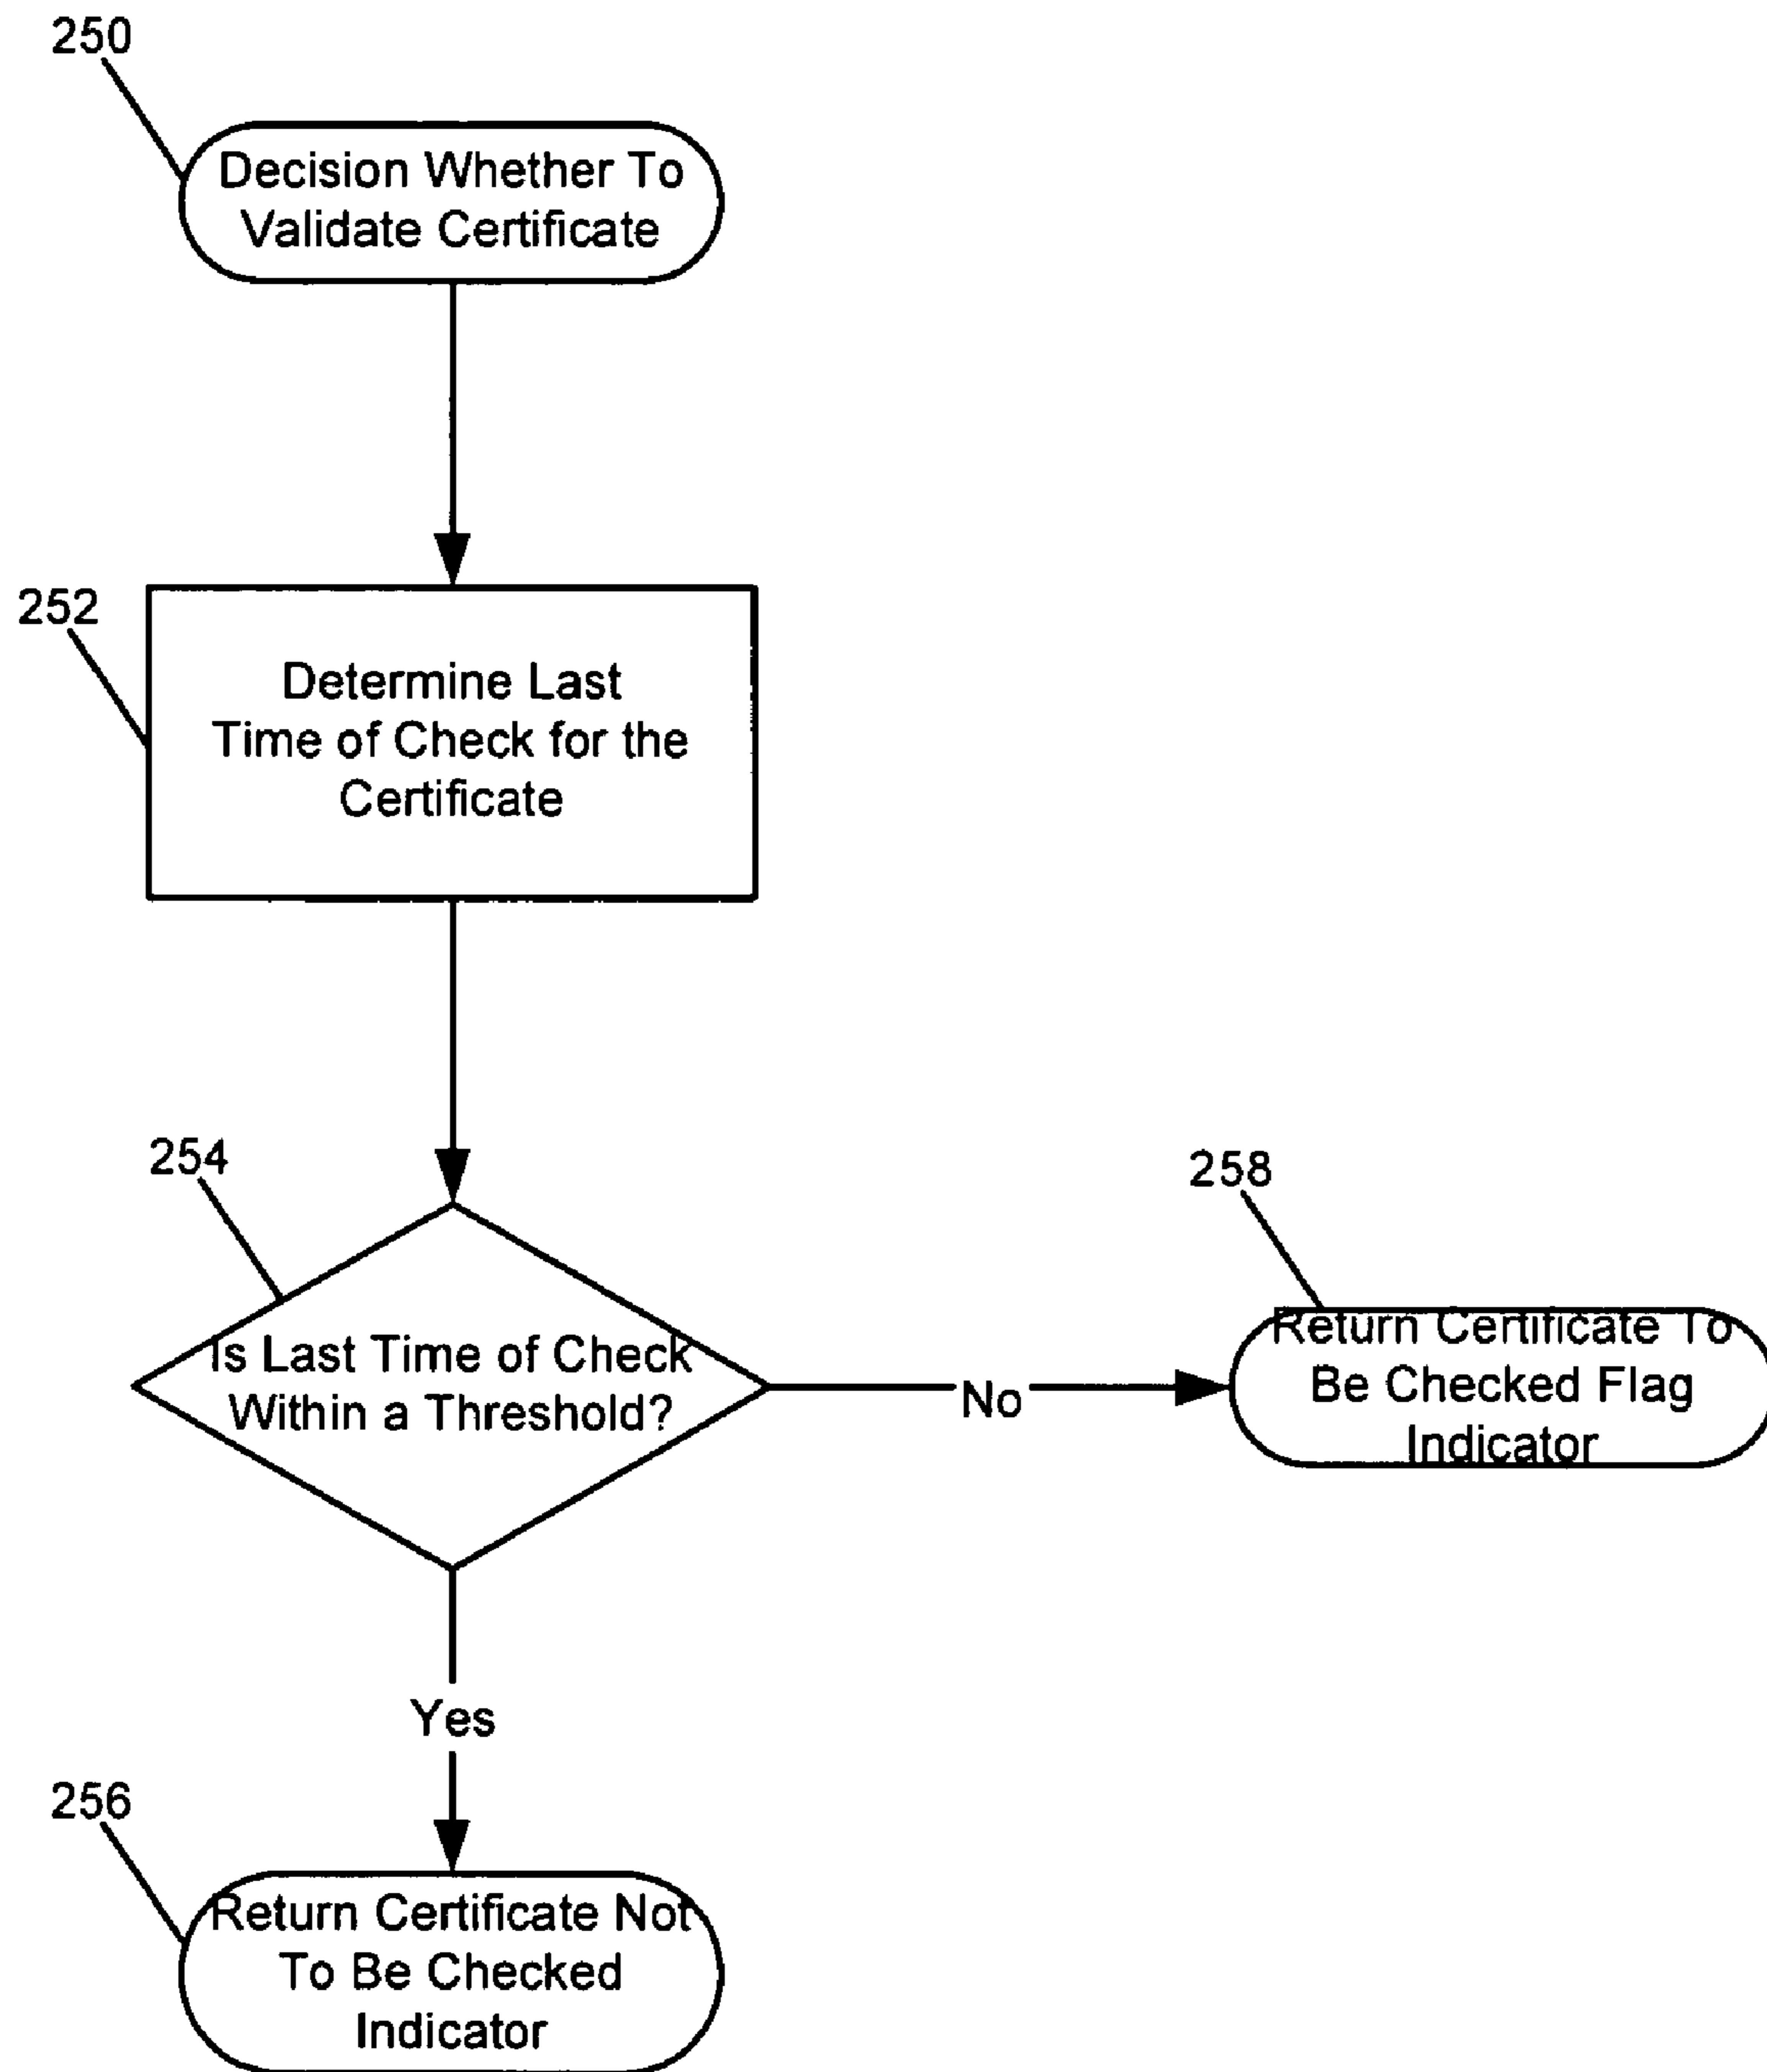 250
Decision Whether To
Validate Certificate
252
Determine Last
Time of Check for the
Certificate
254
Is Last Time of Check
Within a Threshold?
No
258
Return Certificate To
Be Checked Flag
Indicator
Yes
256
Return Certificate Not
To Be Checked
Indicator